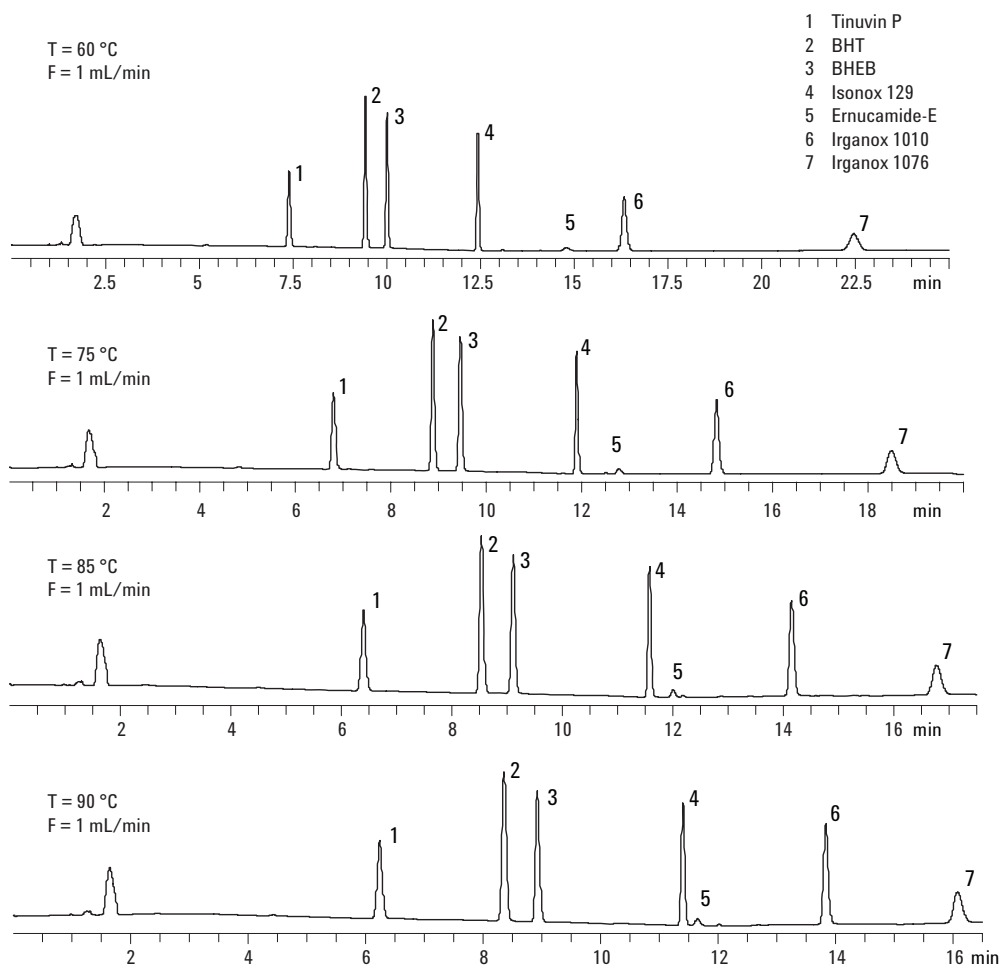 1 Tinuvin P
2 BHT
3 BHEB
4 Isonox 129
5 Ernucamide-E
6 Irganox 1010
7 Irganox 1076
T = 60 °C
F = 1 mL/min
1 2 3 4 5 6 7
2.5 5 7.5 10 12.5 15 17.5 20 22.5 min
T = 75 °C
F = 1 mL/min
1 2 3 4 5 6 7
2 4 6 8 10 12 14 16 18 min
T = 85 °C
F = 1 mL/min
1 2 3 4 5 6 7
2 4 6 8 10 12 14 16 min
T = 90 °C
F = 1 mL/min
1 2 3 4 5 6 7
2 4 6 8 10 12 14 16 min